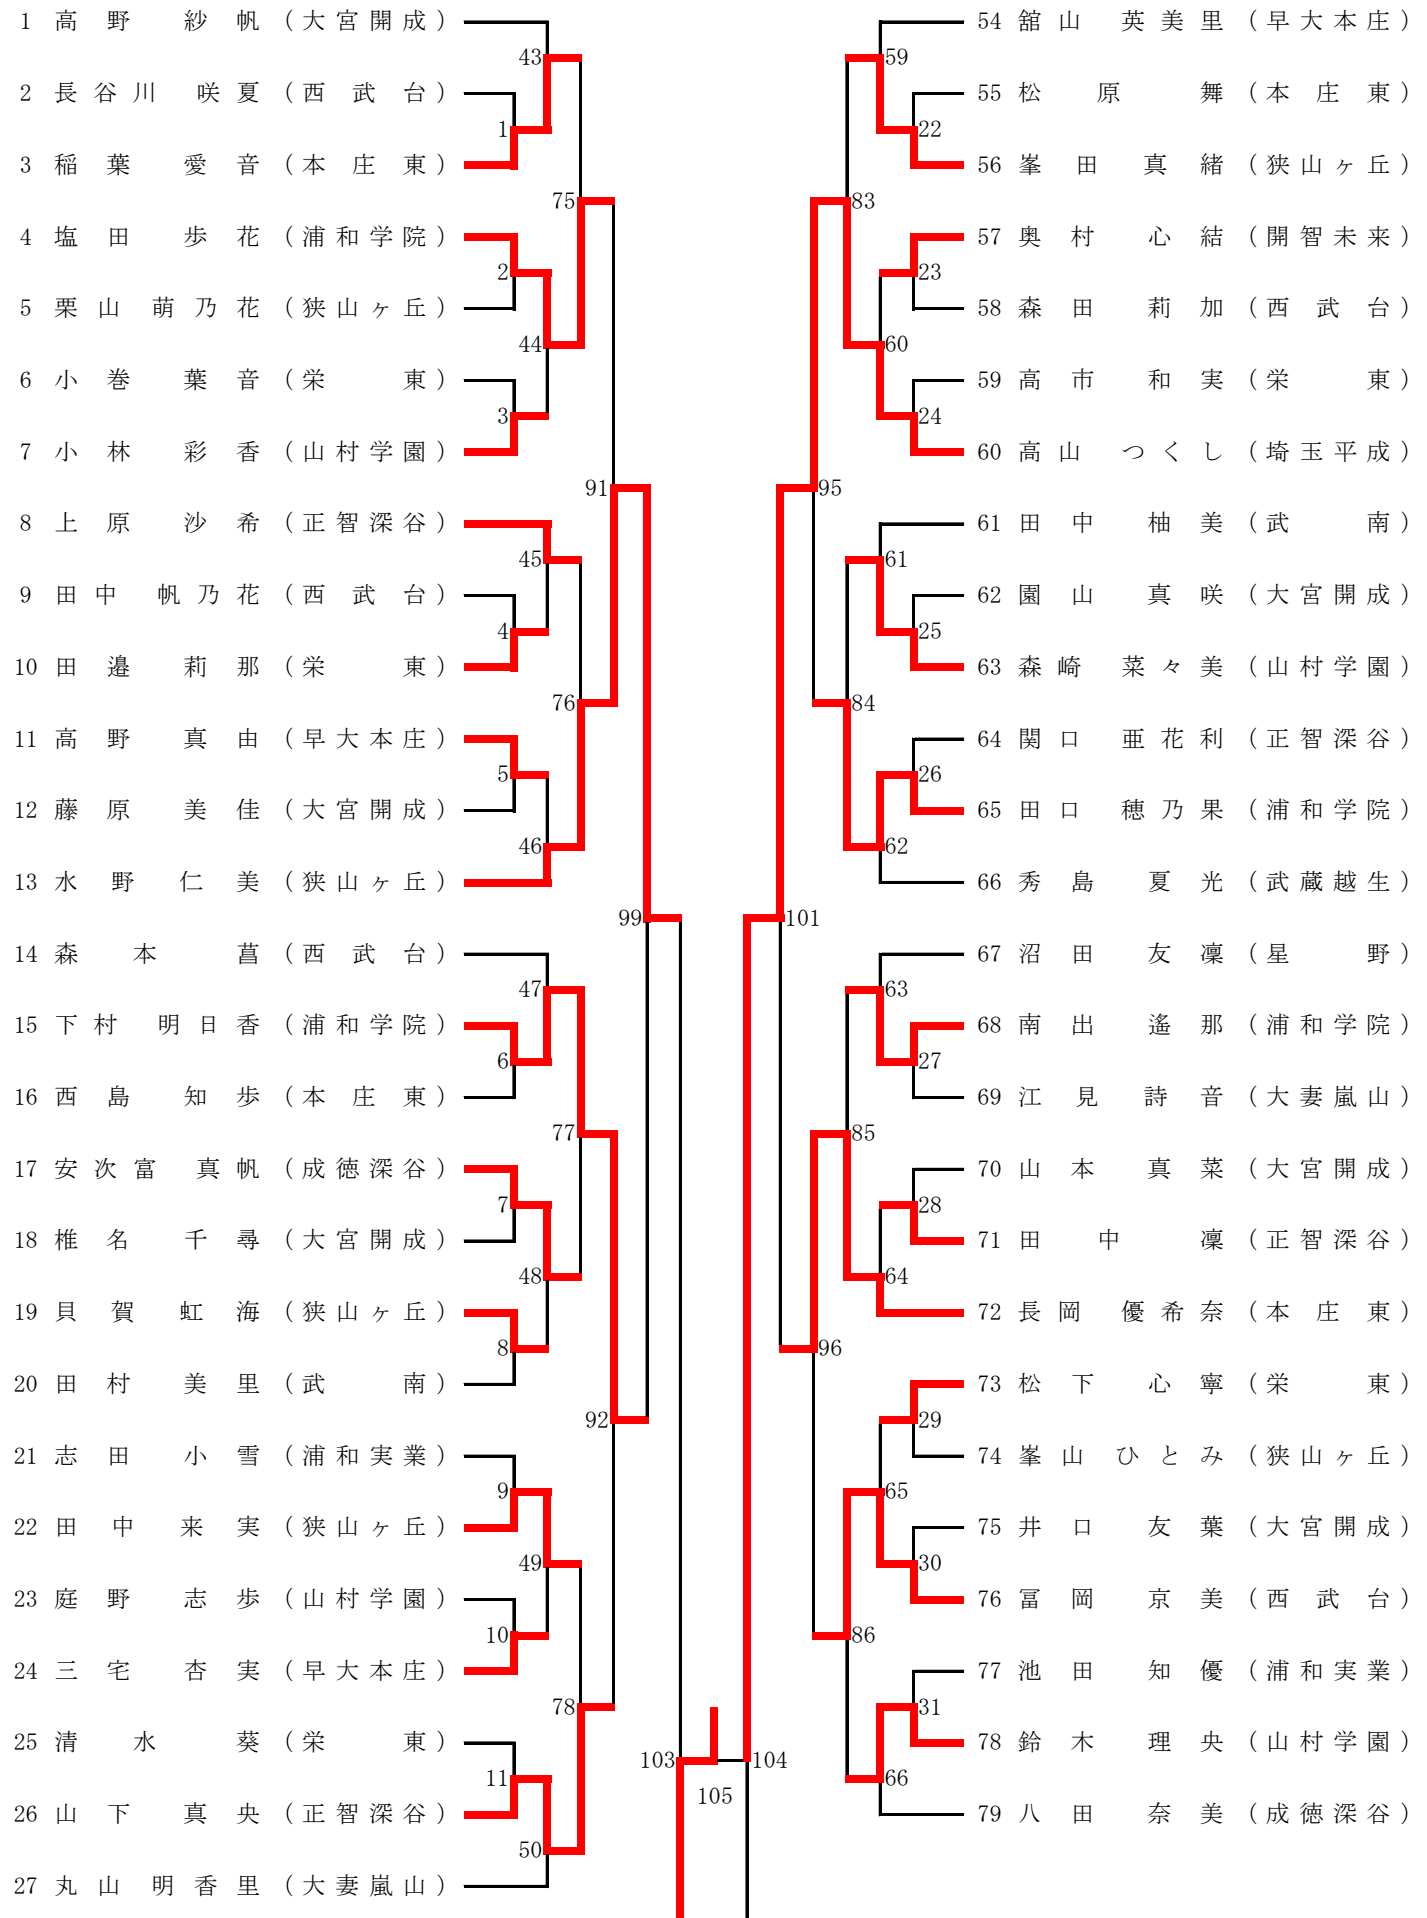 1 高野 紗帆 (大宮開成)
43
2 長谷川 咲夏 (西武台)
1
3 稲葉 愛音 (本庄東)
75
4 塩田 歩花 (浦和学院)
2
5 栗山 萌乃花 (狭山ヶ丘)
44
6 小巻 葉音 (栄東)
3
7 小林 彩香 (山村学園)
91
8 上原 沙希 (正智深谷)
45
9 田中 帆乃花 (西武台)
4
10 田邉 莉那 (栄東)
76
11 高野 真由 (早大本庄)
5
12 藤原 美佳 (大宮開成)
46
13 水野 仁美 (狭山ヶ丘)
99
14 森本 菖 (西武台)
47
15 下村 明日香 (浦和学院)
6
16 西島 知歩 (本庄東)
77
17 安次富 真帆 (成徳深谷)
7
18 椎名 千尋 (大宮開成)
48
19 貝賀 虹海 (狭山ヶ丘)
8
20 田村 美里 (武南)
92
21 志田 小雪 (浦和実業)
9
22 田中 来実 (狭山ヶ丘)
49
23 庭野 志歩 (山村学園)
10
24 三宅 杏実 (早大本庄)
78
25 清水 葵 (栄東)
103
11
105
26 山下 真央 (正智深谷)
50
27 丸山 明香里 (大妻嵐山)
54 舘山 英美里 (早大本庄)
59
55 松原 舞 (本庄東)
22
56 峯田 真緒 (狭山ヶ丘)
83
57 奥村 心結 (開智未来)
23
58 森田 莉加 (西武台)
60
59 高市 和実 (栄東)
24
60 高山 つくし (埼玉平成)
95
61 田中 柚美 (武南)
61
62 園山 真咲 (大宮開成)
25
63 森崎 菜々美 (山村学園)
84
64 関口 亜花利 (正智深谷)
26
65 田口 穂乃果 (浦和学院)
62
66 秀島 夏光 (武蔵越生)
101
67 沼田 友凜 (星野)
63
68 南出 遙那 (浦和学院)
27
69 江見 詩音 (大妻嵐山)
85
70 山本 真菜 (大宮開成)
28
71 田中 凜 (正智深谷)
64
72 長岡 優希奈 (本庄東)
96
73 松下 心寧 (栄東)
29
74 峯山 ひとみ (狭山ヶ丘)
65
75 井口 友葉 (大宮開成)
30
76 冨岡 京美 (西武台)
86
77 池田 知優 (浦和実業)
31
78 鈴木 理央 (山村学園)
104
66
79 八田 奈美 (成徳深谷)